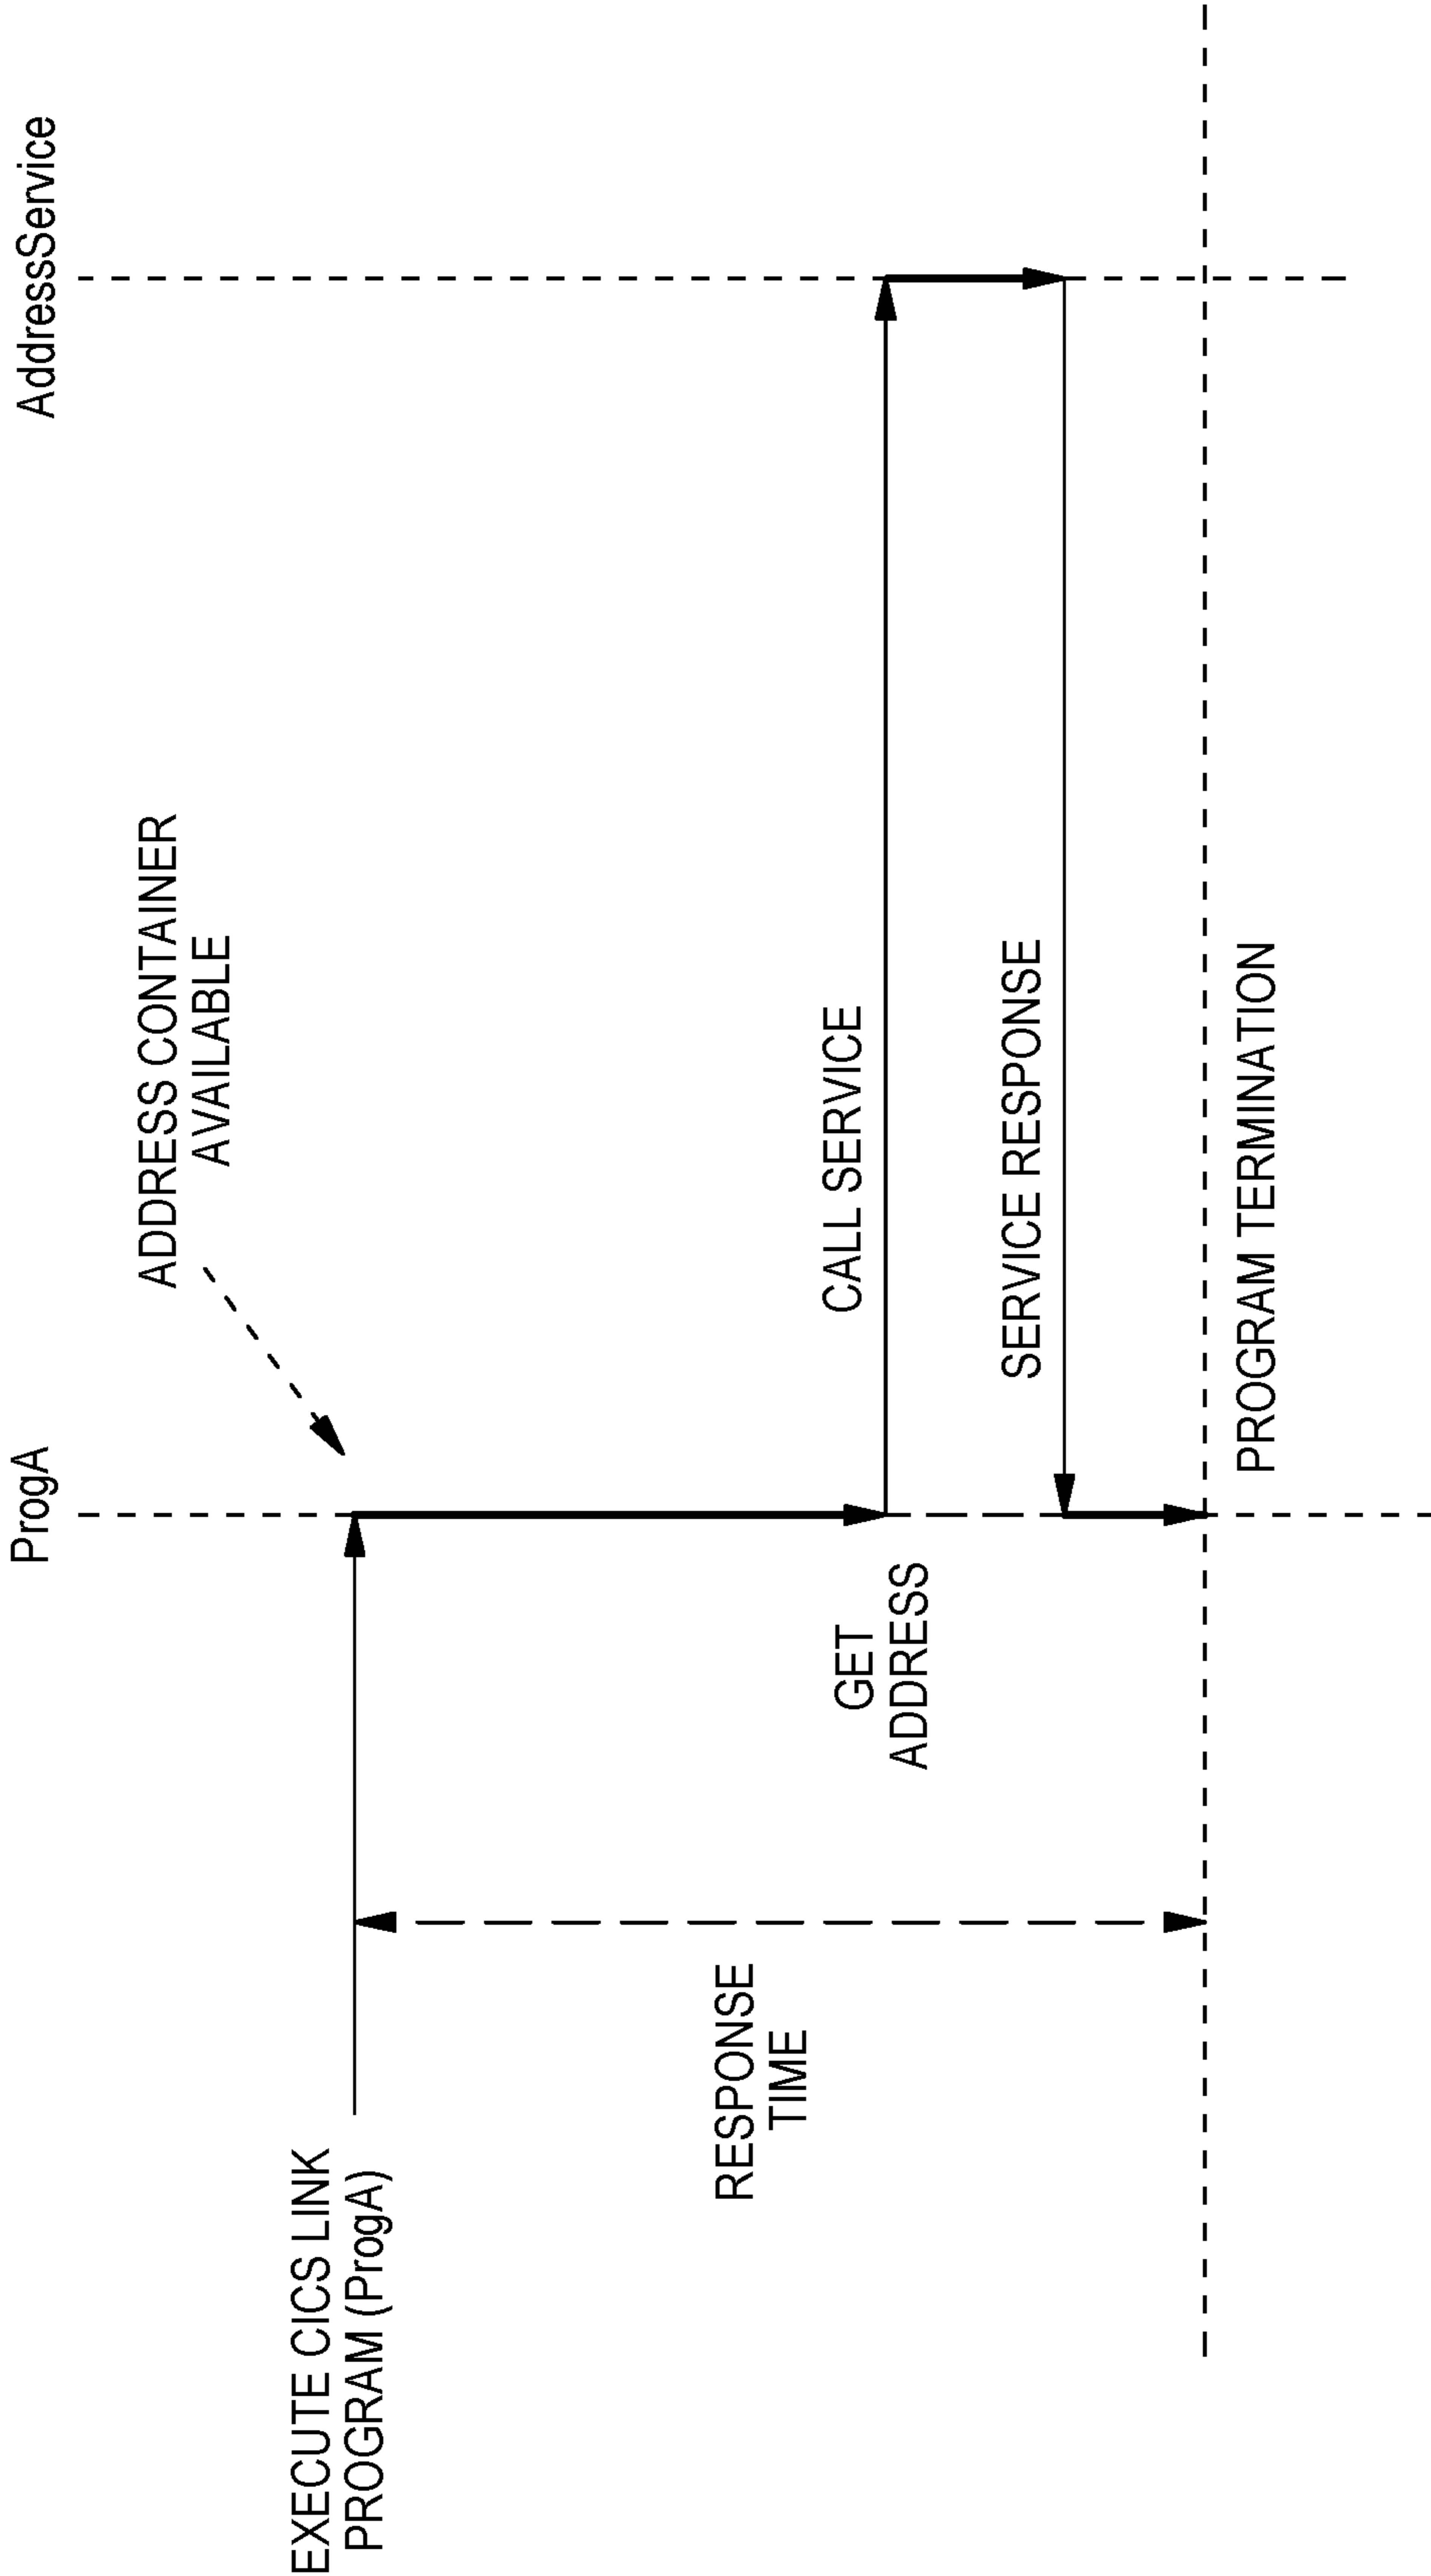 ProgA
AddressService
ADDRESS CONTAINER
AVAILABLE
EXECUTE CICS LINK
PROGRAM (ProgA)
RESPONSE
TIME
GET
ADDRESS
CALL SERVICE
SERVICE RESPONSE
PROGRAM TERMINATION